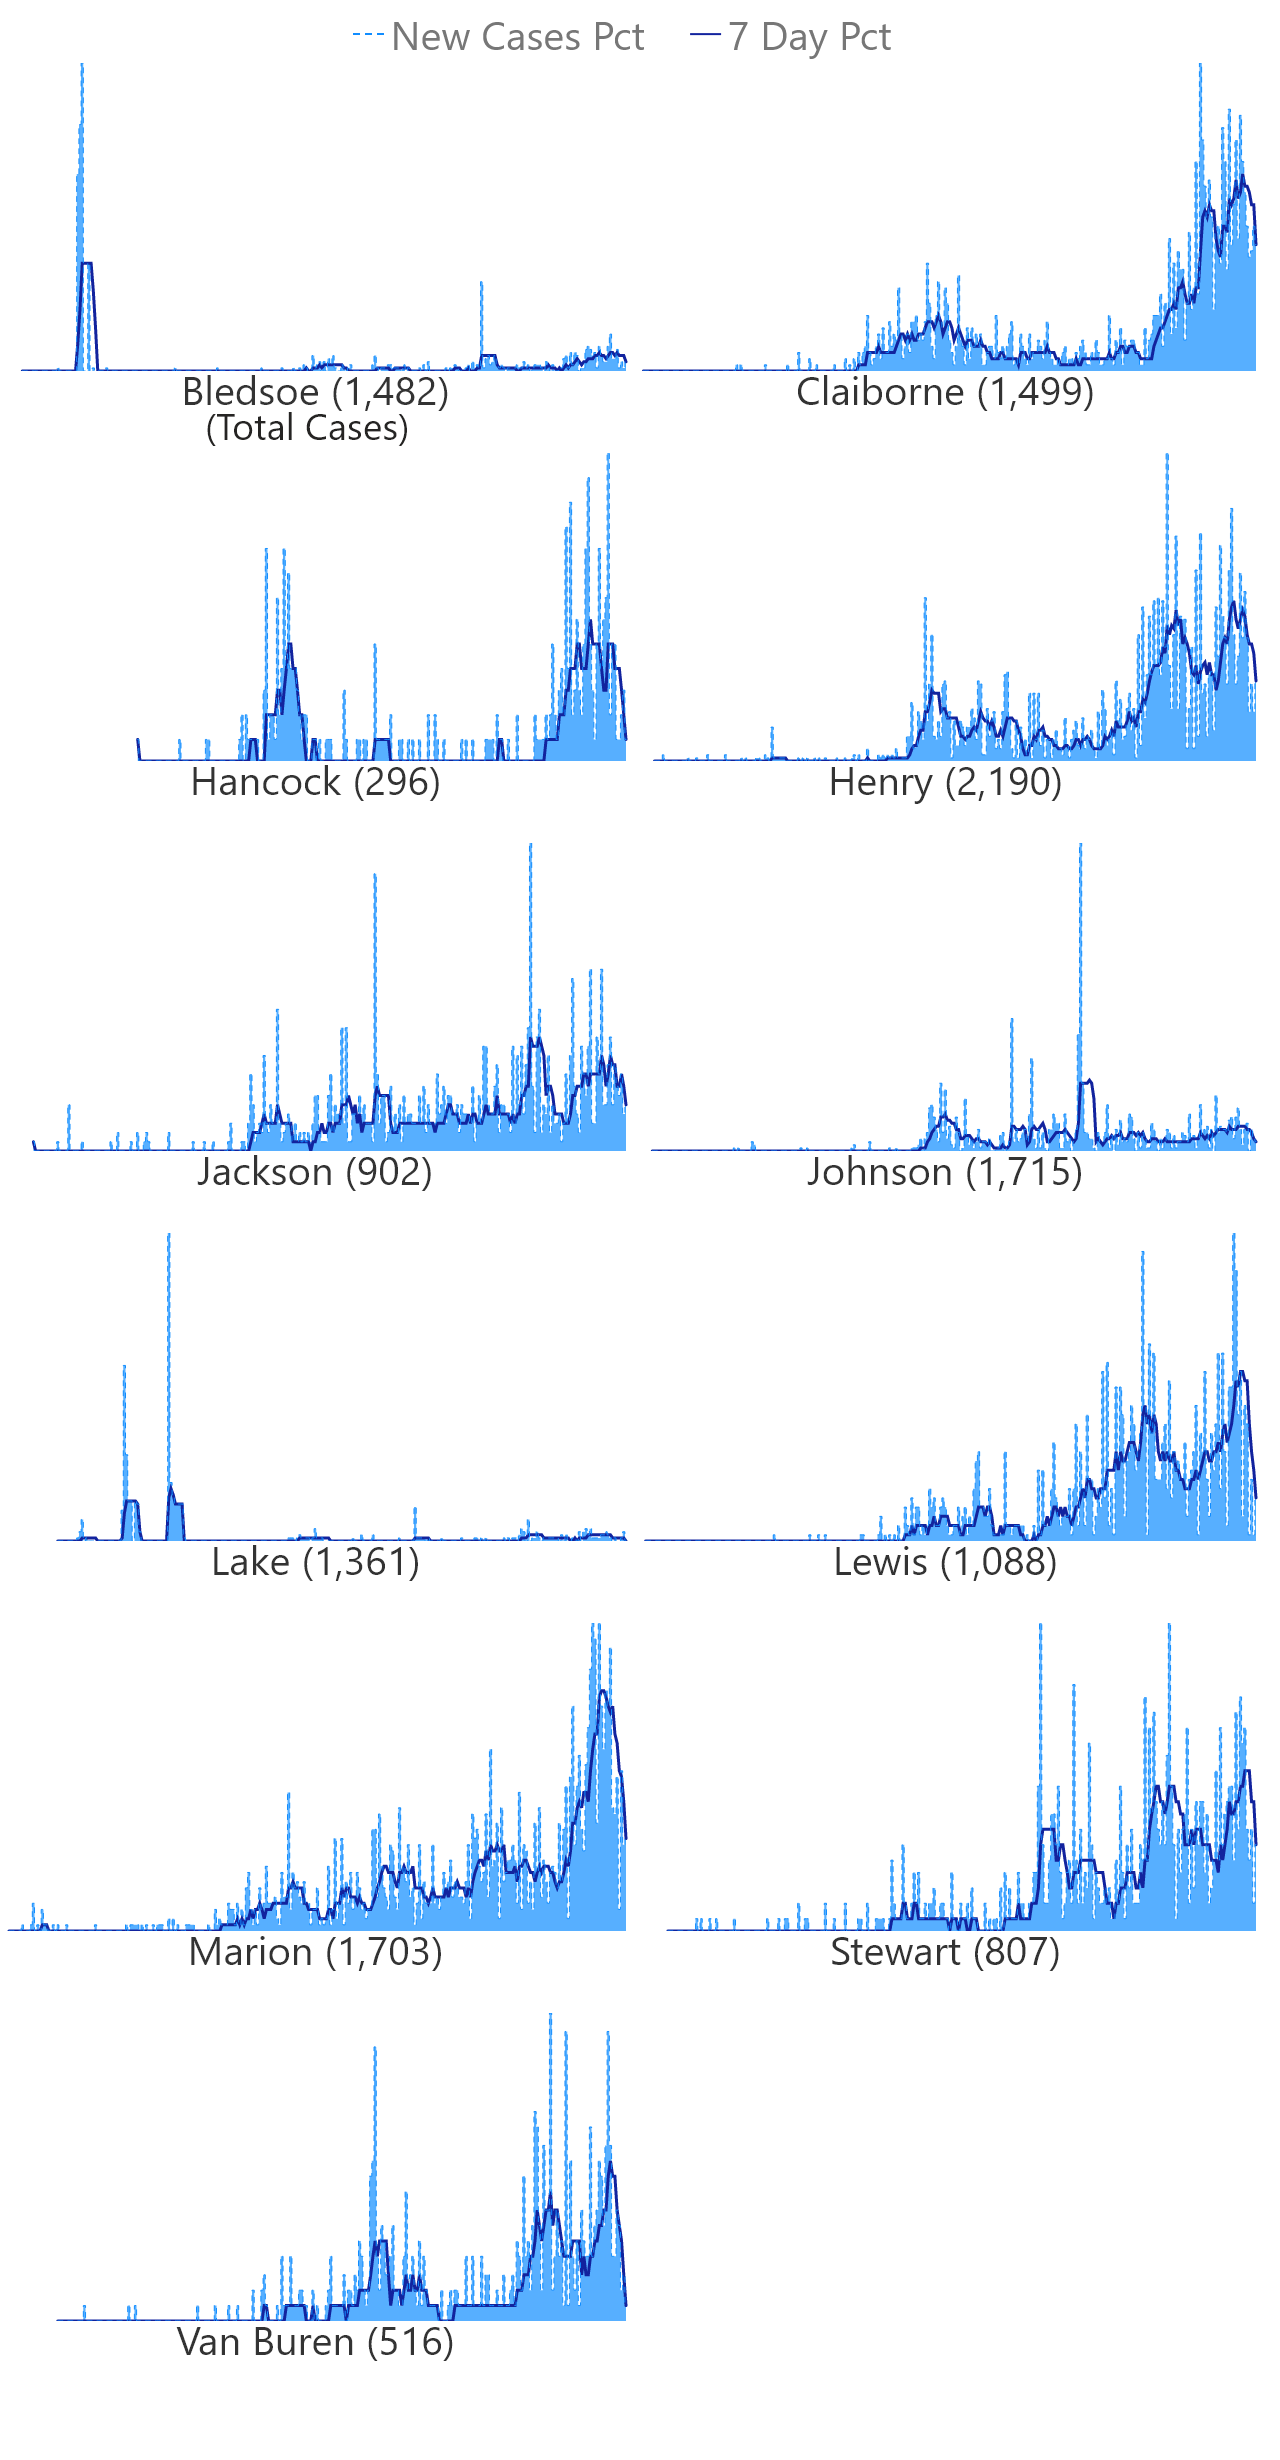 New Cases Pct 7 Day Pct
Bledsoe (1,482) Claiborne (1,499)
(Total Cases)
Hancock (296) Henry (2,190)
Jackson (902) Johnson (1,715)
Lake (1,361) Lewis (1,088)
Marion (1,703) Stewart (807)
Van Buren (516)